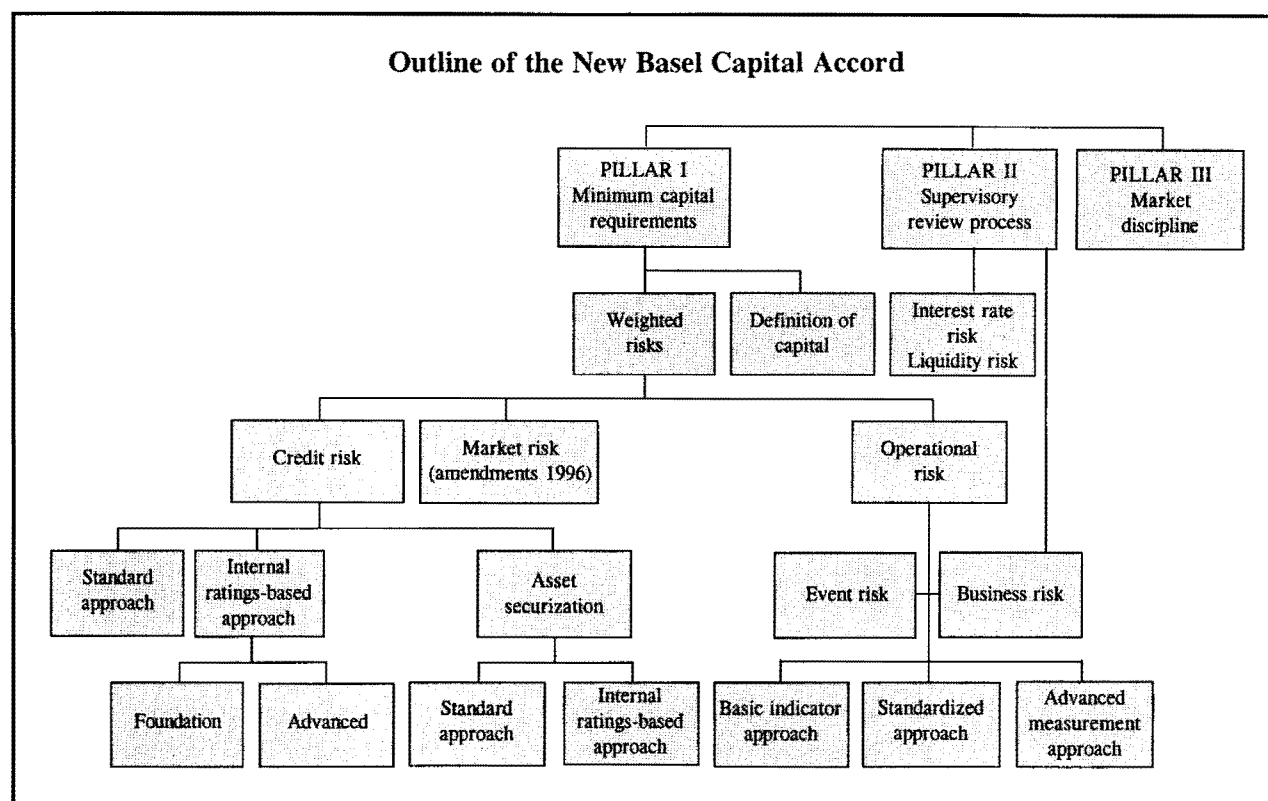 Outline of the New Basel Capital Accord
PILLAR I
Minimum capital
requirements
PILLAR II
Supervisory
review process
PILLAR III
Market
discipline
Weighted
risks
Definition of
capital
Interest rate
risk
Liquidity risk
Credit risk
Market risk
(amendments 1996)
Operational
risk
Standard
approach
Internal
ratings-based
approach
Asset
securization
Event risk
Business risk
Foundation
Advanced
Standard
approach
Internal
ratings-based
approach
Basic indicator
approach
Standardized
approach
Advanced
measurement
approach